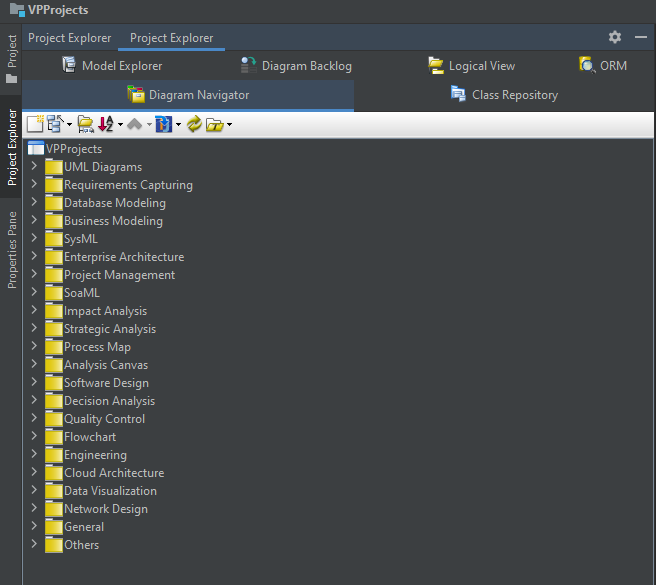 VPProjects
Project
Project Explorer
Properties Pane
Project Explorer Project Explorer
Model Explorer Diagram Backlog Logical View ORM
Diagram Navigator Class Repository
VPProjects
UML Diagrams
Requirements Capturing
Database Modeling
Business Modeling
SysML
Enterprise Architecture
Project Management
SoaML
Impact Analysis
Strategic Analysis
Process Map
Analysis Canvas
Software Design
Decision Analysis
Quality Control
Flowchart
Engineering
Cloud Architecture
Data Visualization
Network Design
General
Others